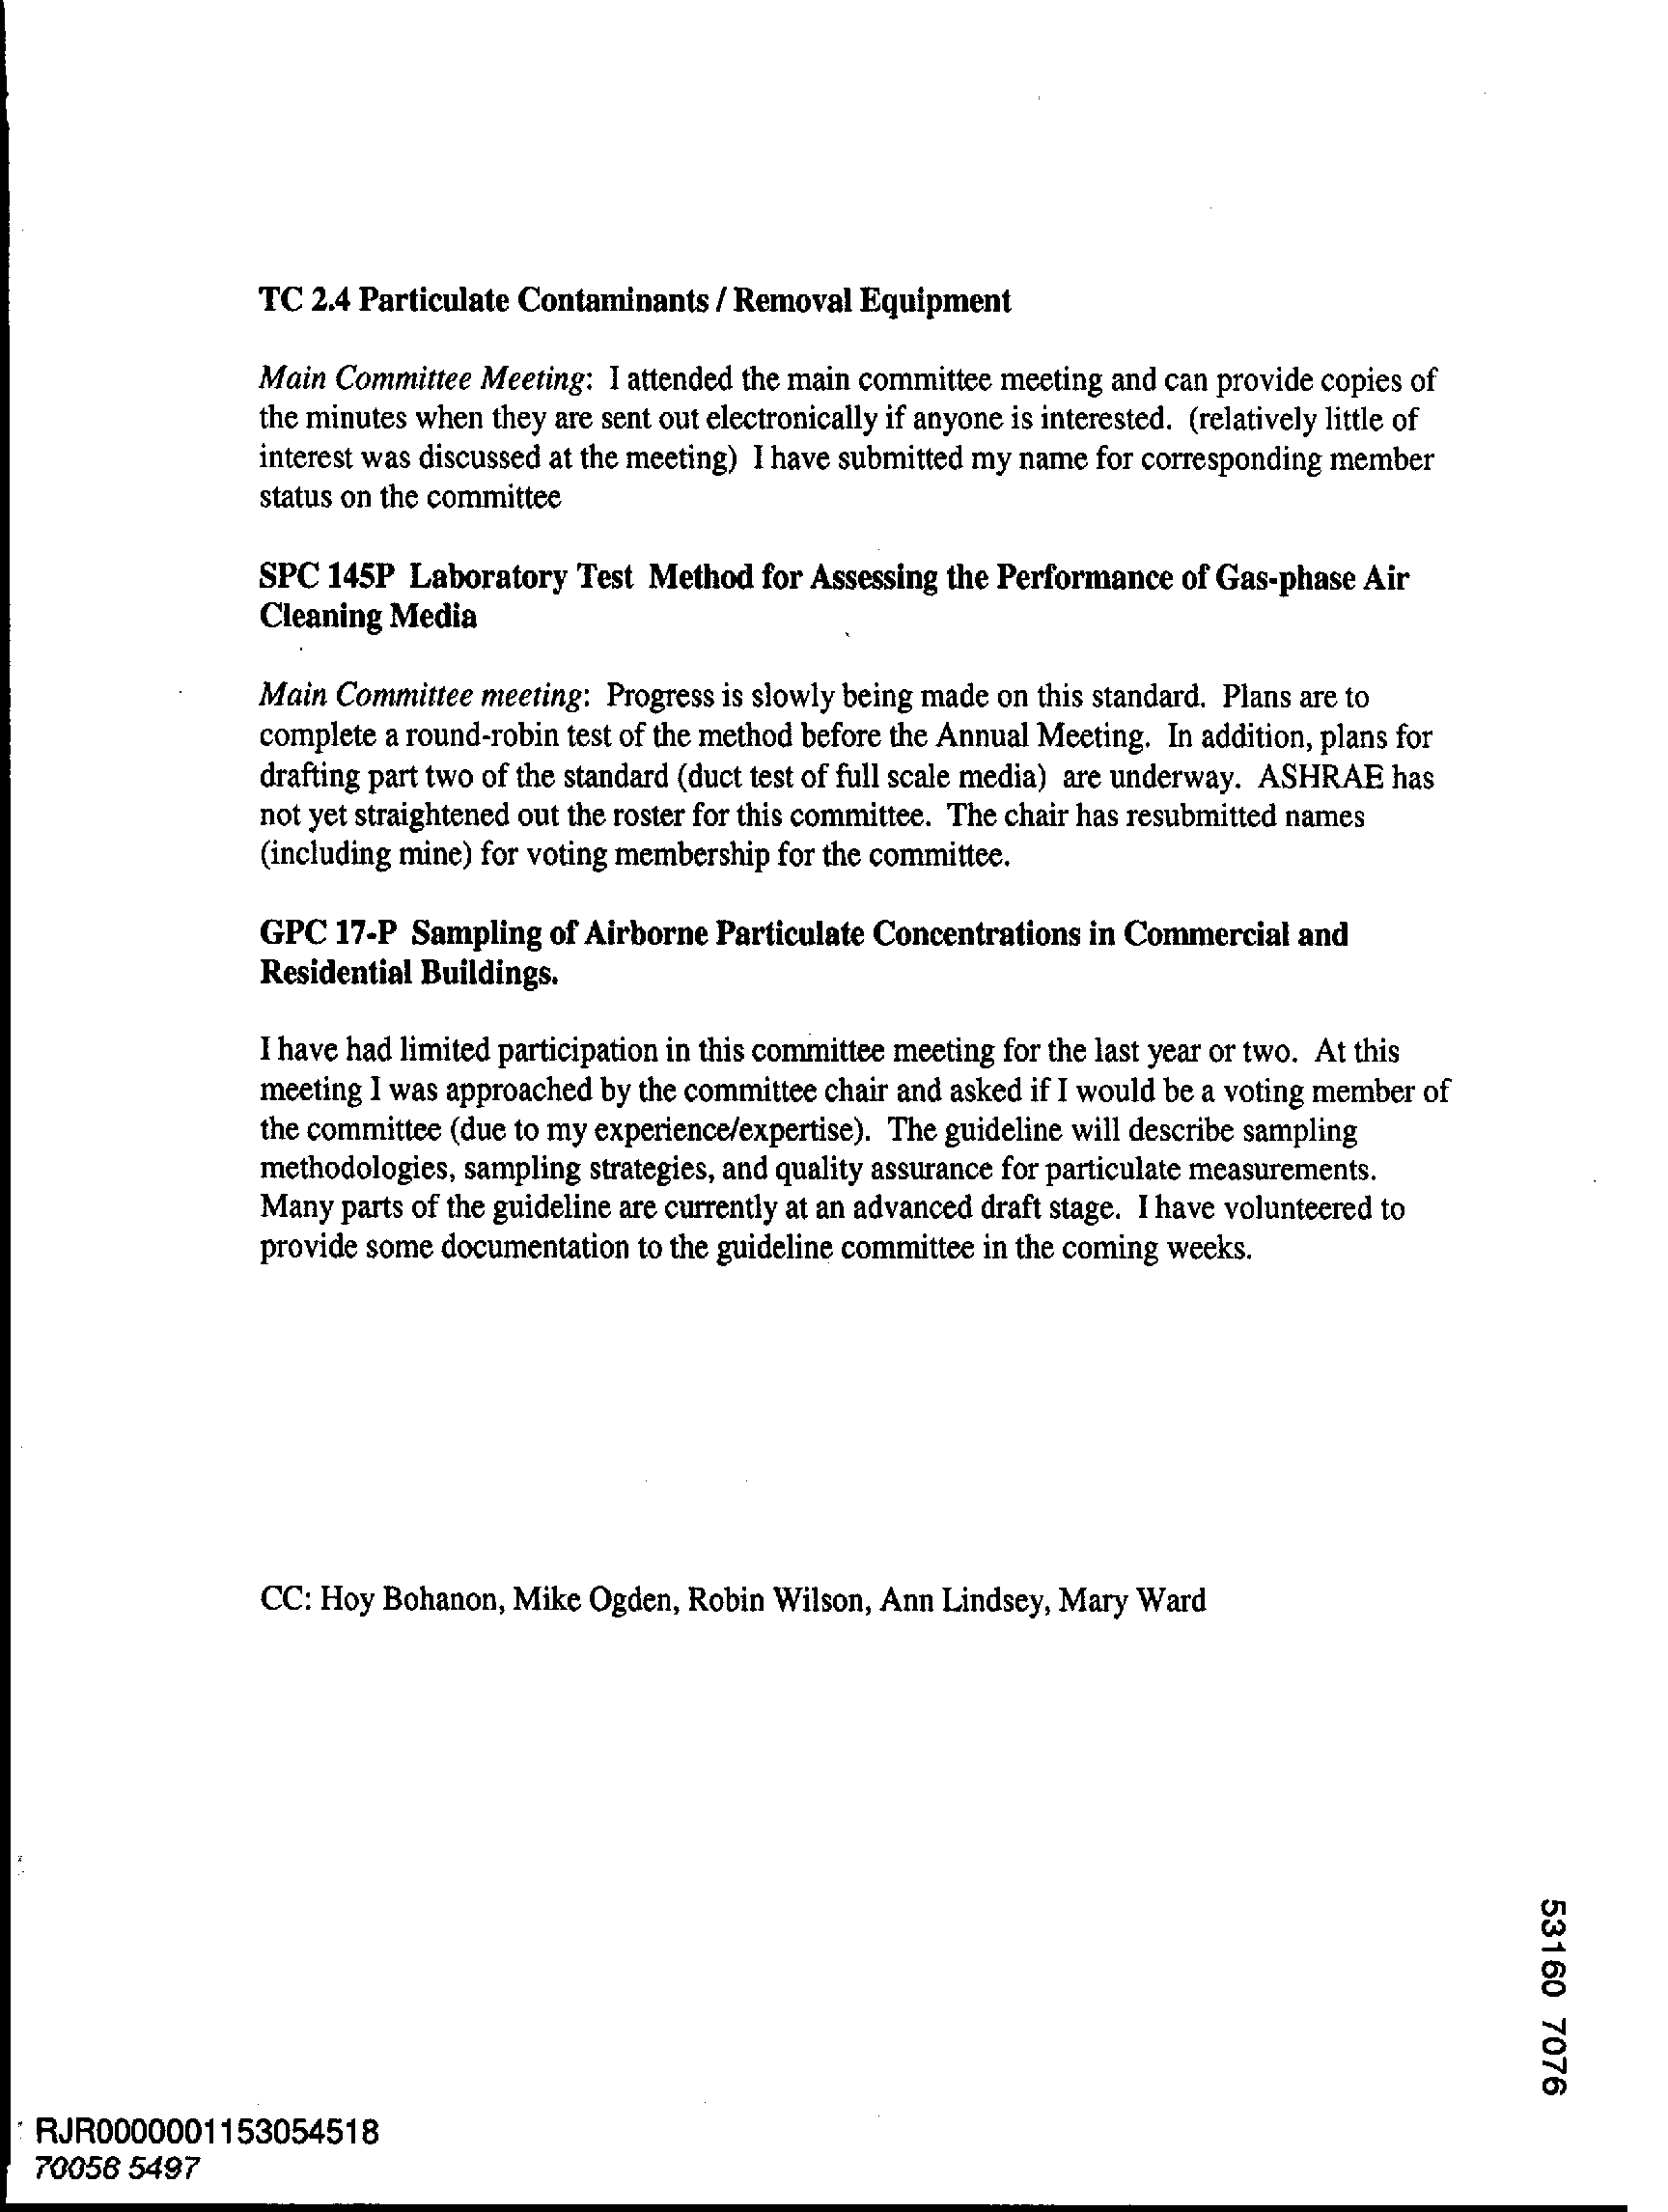 TC 2.4 Particulate Contaminants / Removal Equipment
Main Committee Meeting:  I attended the main committee meeting and can provide copies of
the minutes when they are sent out electronically if anyone is interested.  (relatively little of
interest was discussed at the meeting)  I have submitted my name for corresponding member
status on the committee
SPC 145P  Laboratory Test  Method for Assessing the Performance of Gas-phase Air
Cleaning Media
Main Committee meeting:  Progress is slowly being made on this standard.  Plans are to
complete a round-robin test of the method before the Annual Meeting.  In addition, plans for
drafting part two of the standard (duct test of full scale media)  are underway.  ASHRAE has
not yet straightened out the roster for this committee.  The chair has resubmitted names
(including mine) for voting membership for the committee.
GPC 17-P  Sampling of Airborne Particulate Concentrations in Commercial and
Residential Buildings.
I have had limited participation in this committee meeting for the last year or two.  At this
meeting I was approached by the committee chair and asked if I would be a voting member of
the committee (due to my experience/expertise).  The guideline will describe sampling
methodologies, sampling strategies, and quality assurance for particulate measurements.
Many parts of the guideline are currently at an advanced draft stage.  I have volunteered to
provide some documentation to the guideline committee in the coming weeks.
CC: Hoy Bohanon, Mike Ogden, Robin Wilson, Ann Lindsey, Mary Ward
53160 7076
RJR0000001153054518
70058 5497